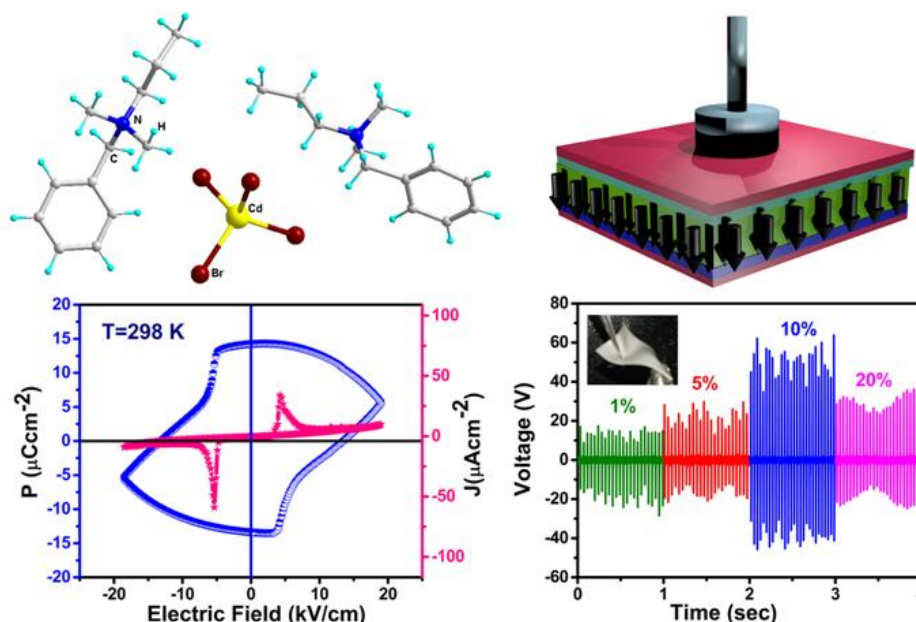 N
H
C
Cd
Br
T=298 K
P (μCcm⁻²)
20
15
10
5
0
-5
-10
-15
-20
-20 -10 0 10 20
Electric Field (kV/cm)
100
50
0
-50
-100
J(μAcm⁻²)
Voltage (V)
80
60
40
20
0
-20
-40
-60
1%
5%
10%
20%
0 1 2 3
Time (sec)